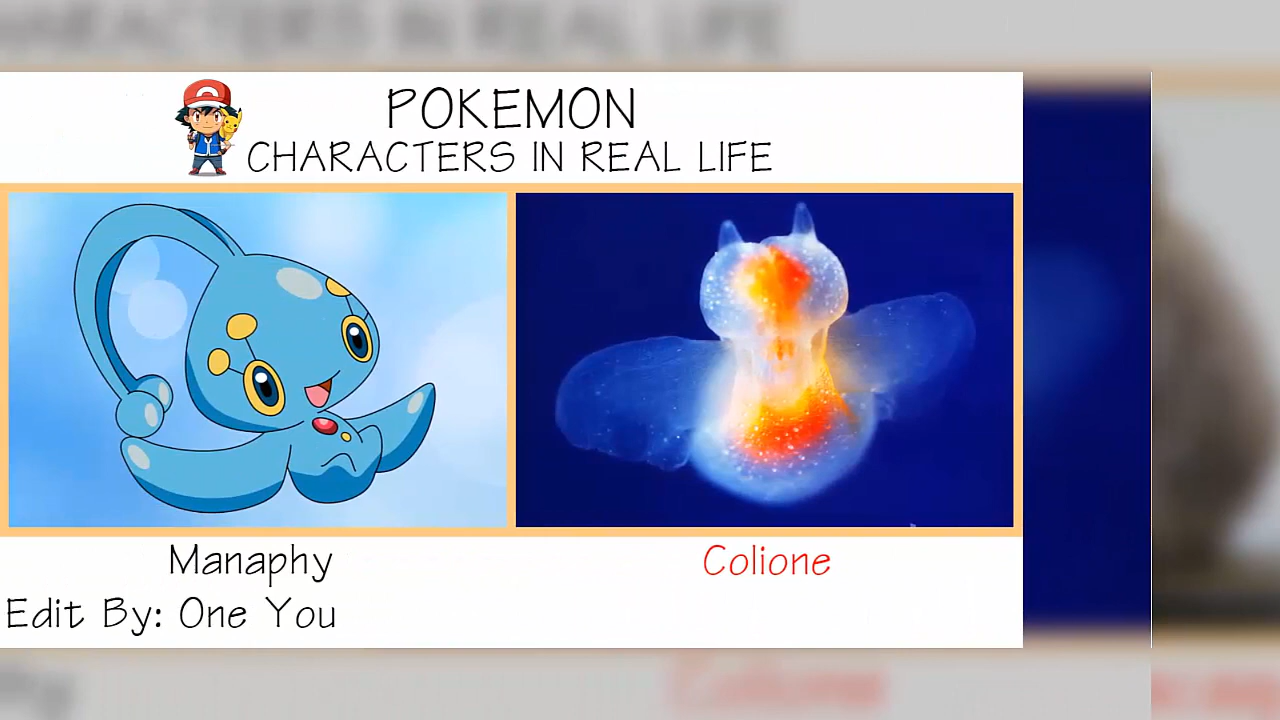 POKEMON
CHARACTERS IN REAL LIFE
Manaphy
Colione
Edit By: One You